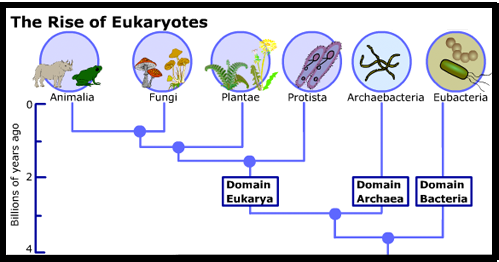 The Rise of Eukaryotes
Animalia
Fungi
Plantae
Protista
Archaebacteria
Eubacteria
Billions of years ago
0
2
4
Domain
Eukarya
Domain
Archaea
Domain
Bacteria